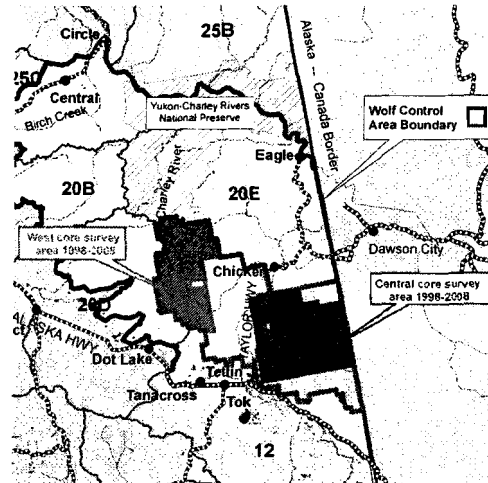 Circle
25B
Alaska – Canada Border
250
Central
Birch Creek
Yukon-Charley Rivers
National Preserve
Wolf Control
Area Boundary
Eagle
20B
20E
Charley River
West core survey
area 1998-2008
Dawson City
Chicken
Central core survey
area 1998-2008
20D
TAYLOR HWY
ALASKA HWY
Dot Lake
Tetlin
Tanacross
Tok
12